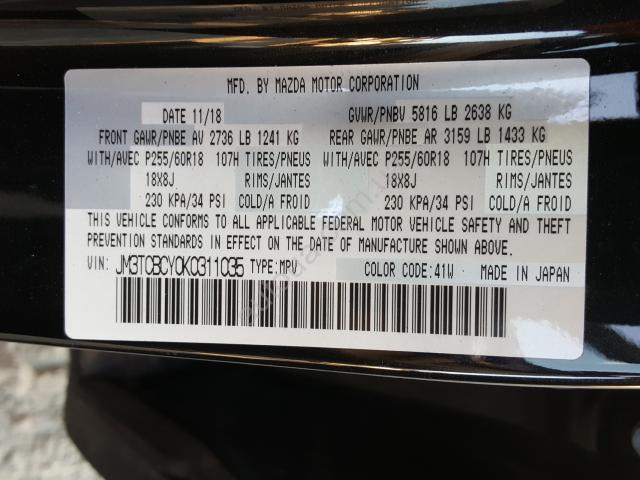 MFD. BY MAZDA MOTOR CORPORATION
DATE 11/18 GVWR/PNBV 5816 LB 2638 KG
FRONT GAWR/PNBE AV 2736 LB 1241 KG REAR GAWR/PNBE AR 3159 LB 1433 KG
WITH/AVEC P255/60R18 107H TIRES/PNEUS WITH/AVEC P255/60R18 107H TIRES/PNEUS
18X8J RIMS/JANTES 18X8J RIMS/JANTES
230 KPA/34 PSI COLD/A FROID 230 KPA/34 PSI COLD/A FROID
THIS VEHICLE CONFORMS TO ALL APPLICABLE FEDERAL MOTOR VEHICLE SAFETY AND THEFT
PREVENTION STANDARDS IN EFFECT ON THE DATE OF MANUFACTURE SHOWN ABOVE.
VIN: JM3TCBCY0K0311035 TYPE:MPV COLOR CODE:41W MADE IN JAPAN